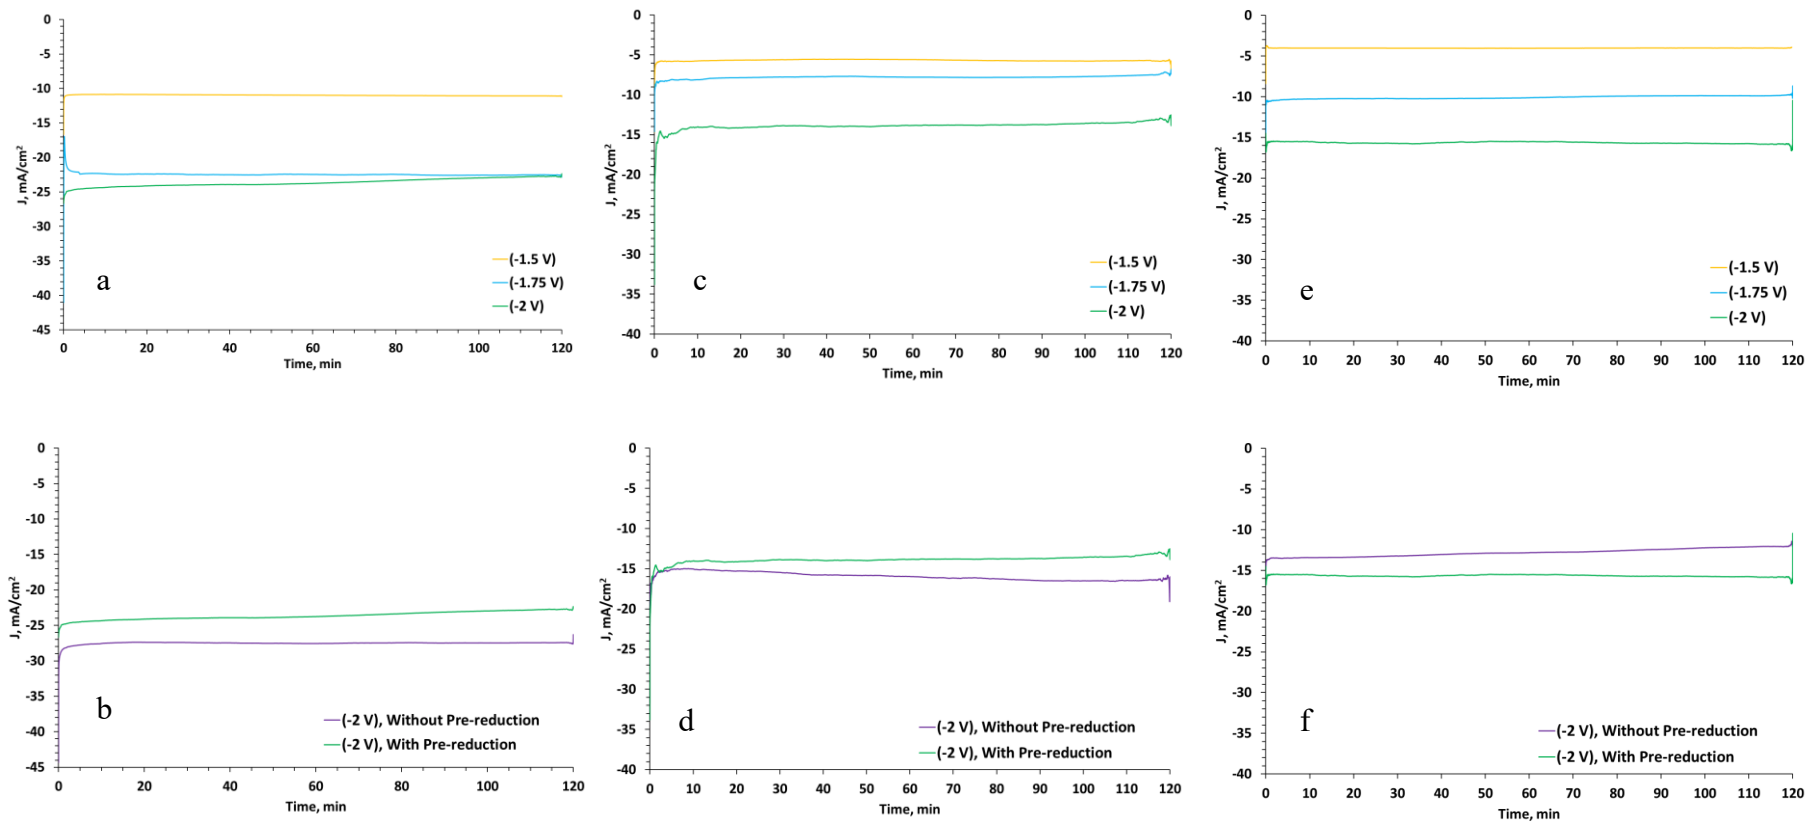 0
-5
-10
-15
-20
-25
-30
-35
-40
-45
J, mA/cm²
0 20 40 60 80 100 120
Time, min
a
(-1.5 V)
(-1.75 V)
(-2 V)
0
-5
-10
-15
-20
-25
-30
-35
-40
J, mA/cm²
0 10 20 30 40 50 60 70 80 90 100 110 120
Time, min
c
(-1.5 V)
(-1.75 V)
(-2 V)
0
-5
-10
-15
-20
-25
-30
-35
-40
J, mA/cm²
0 10 20 30 40 50 60 70 80 90 100 110 120
Time, min
e
(-1.5 V)
(-1.75 V)
(-2 V)
0
-5
-10
-15
-20
-25
-30
-35
-40
-45
J, mA/cm²
0 20 40 60 80 100 120
Time, min
b
(-2 V), Without Pre-reduction
(-2 V), With Pre-reduction
0
-5
-10
-15
-20
-25
-30
-35
-40
J, mA/cm²
0 10 20 30 40 50 60 70 80 90 100 110 120
Time, min
d
(-2 V), Without Pre-reduction
(-2 V), With Pre-reduction
0
-5
-10
-15
-20
-25
-30
-35
-40
J, mA/cm²
0 10 20 30 40 50 60 70 80 90 100 110 120
Time, min
f
(-2 V), Without Pre-reduction
(-2 V), With Pre-reduction